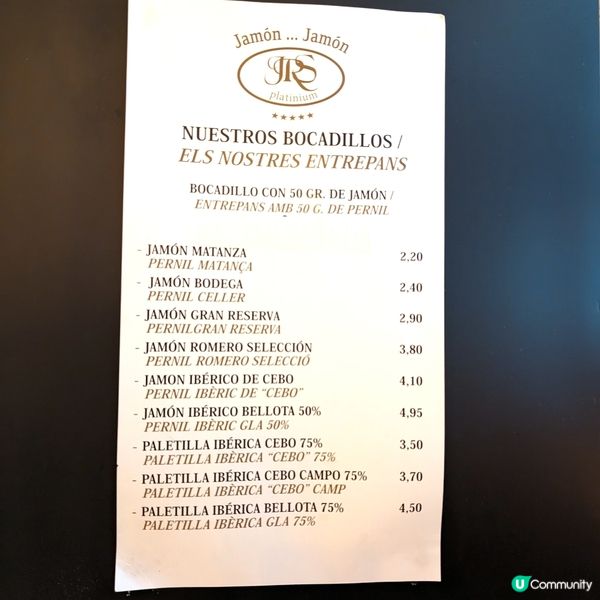 Jamón ... Jamón
JRS
platinium
NUESTROS BOCADILLOS /
ELS NOSTRES ENTREPANS
BOCADILLO CON 50 GR. DE JAMÓN /
ENTREPANS AMB 50 G. DE PERNIL
- JAMÓN MATANZA 2,20
PERNIL MATANÇA
- JAMÓN BODEGA 2,40
PERNIL CELLER
- JAMÓN GRAN RESERVA 2,90
PERNILGRAN RESERVA
- JAMÓN ROMERO SELECCIÓN 3,80
PERNIL ROMERO SELECCIÓ
- JAMON IBÉRICO DE CEBO 4,10
PERNIL IBÈRIC DE “CEBO”
- JAMÓN IBÉRICO BELLOTA 50% 4,95
PERNIL IBÈRIC GLA 50%
- PALETILLA IBÉRICA CEBO 75% 3,50
PALETILLA IBÈRICA “CEBO” 75%
- PALETILLA IBÉRICA CEBO CAMPO 75% 3,70
PALETILLA IBÈRICA “CEBO” CAMP
- PALETILLA IBÉRICA BELLOTA 75% 4,50
PALETILLA IBÈRICA GLA 75%
U Community